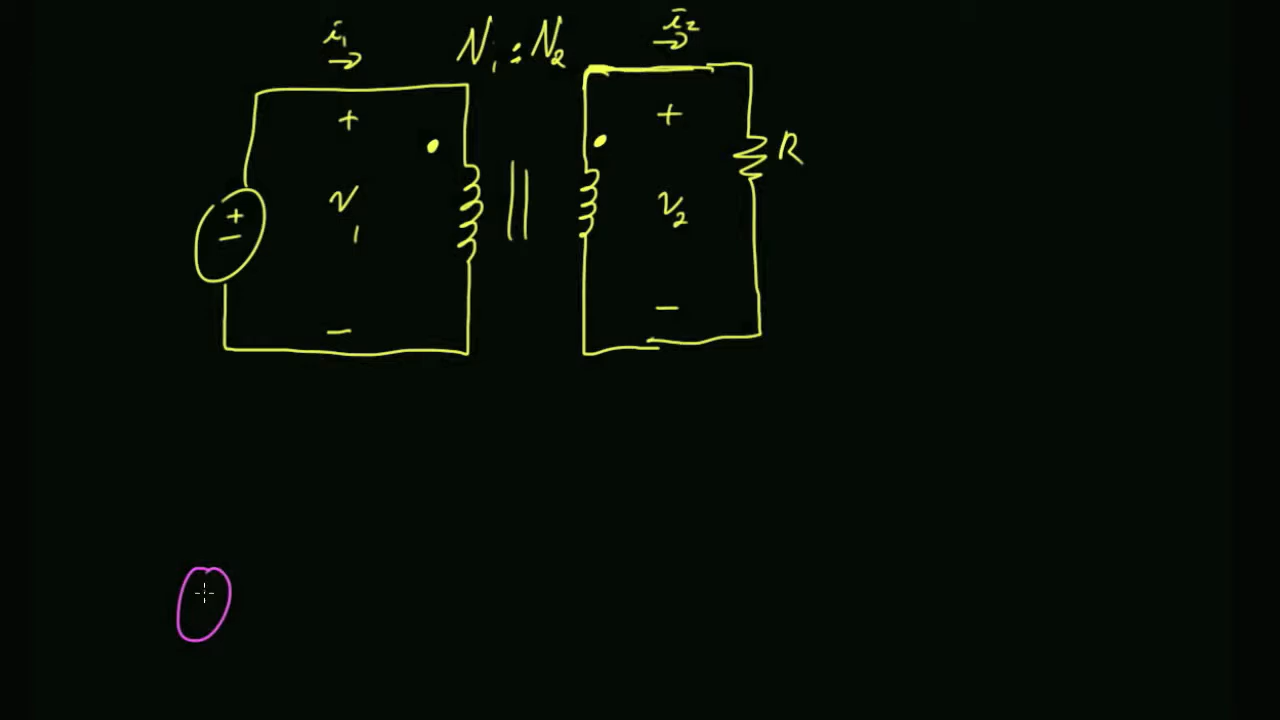 i₁ → N₁ : N₂ i₂ →
+ +
R
+ − v₁ v₂
− −